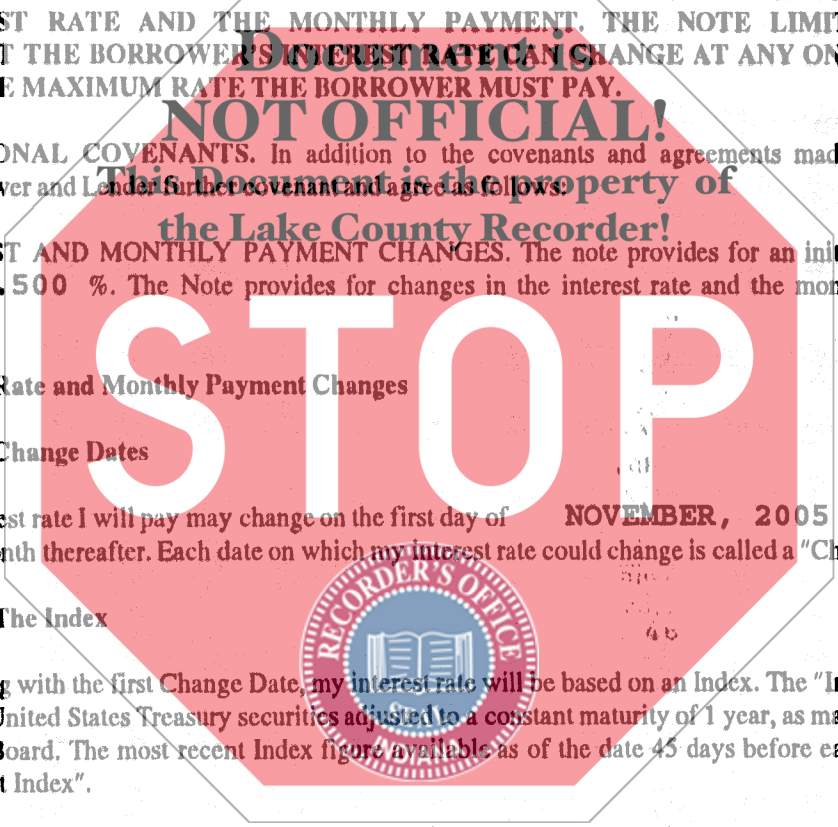 ST RATE AND THE MONTHLY PAYMENT. THE NOTE LIMI
T THE BORROWER'S INTEREST RATE CAN CHANGE AT ANY ON
Document is
E MAXIMUM RATE THE BORROWER MUST PAY.
NOT OFFICIAL!
ONAL COVENANTS. In addition to the covenants and agreements mad
wer and Lender further covenant and agree as follows:
This Document is the property of
the Lake County Recorder!
ST AND MONTHLY PAYMENT CHANGES. The note provides for an ini
.500 %. The Note provides for changes in the interest rate and the mon
STOP
Rate and Monthly Payment Changes
Change Dates
est rate I will pay may change on the first day of NOVEMBER, 2005
nth thereafter. Each date on which my interest rate could change is called a "Ch
RECORDER'S OFFICE
The Index
g with the first Change Date, my interest rate will be based on an Index. The "I
United States Treasury securities adjusted to a constant maturity of 1 year, as ma
SEAL
Board. The most recent Index figure available as of the date 45 days before ea
t Index".